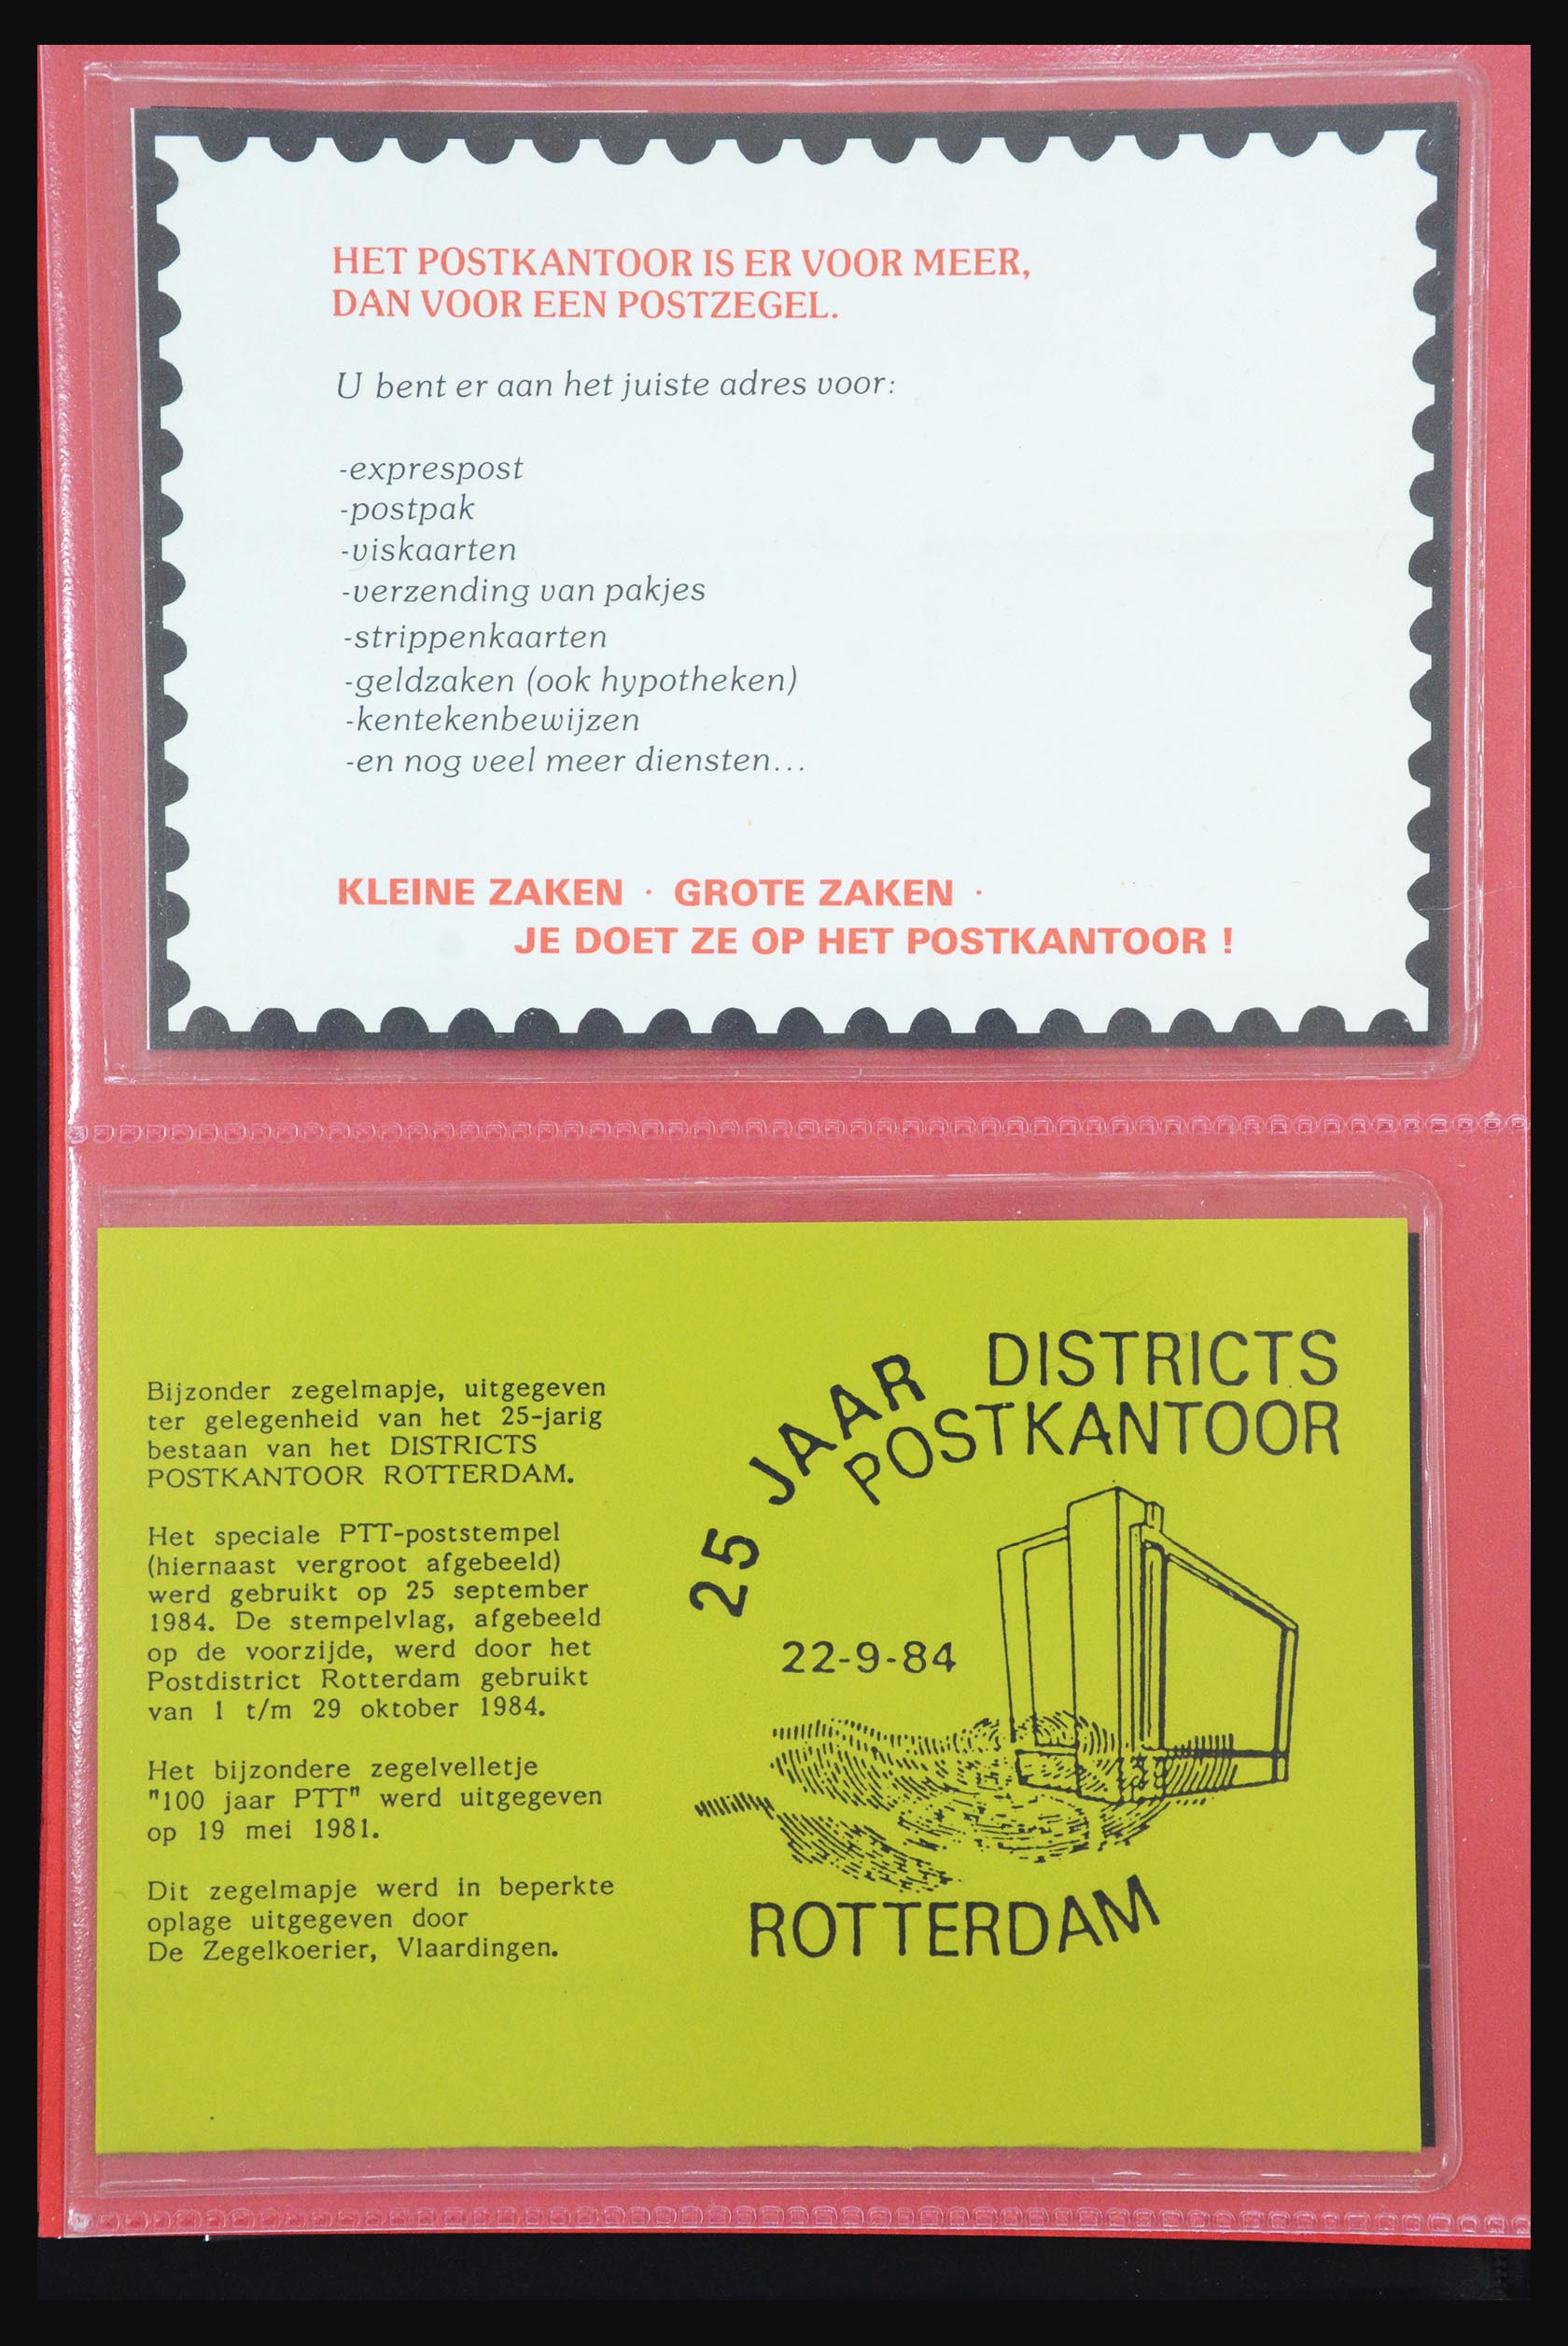 HET POSTKANTOOR IS ER VOOR MEER,
DAN VOOR EEN POSTZEGEL.
U bent er aan het juiste adres voor:
-exprespost
-postpak
-viskaarten
-verzending van pakjes
-strippenkaarten
-geldzaken (ook hypotheken)
-kentekenbewijzen
-en nog veel meer diensten...
KLEINE ZAKEN · GROTE ZAKEN ·
JE DOET ZE OP HET POSTKANTOOR !
Bijzonder zegelmapje, uitgegeven
ter gelegenheid van het 25-jarig
bestaan van het DISTRICTS
POSTKANTOOR ROTTERDAM.
Het speciale PTT-poststempel
(hiernaast vergroot afgebeeld)
werd gebruikt op 25 september
1984. De stempelvlag, afgebeeld
op de voorzijde, werd door het
Postdistrict Rotterdam gebruikt
van 1 t/m 29 oktober 1984.
Het bijzondere zegelvelletje
"100 jaar PTT" werd uitgegeven
op 19 mei 1981.
Dit zegelmapje werd in beperkte
oplage uitgegeven door
De Zegelkoerier, Vlaardingen.
25 JAAR
DISTRICTS
POSTKANTOOR
22-9-84
ROTTERDAM